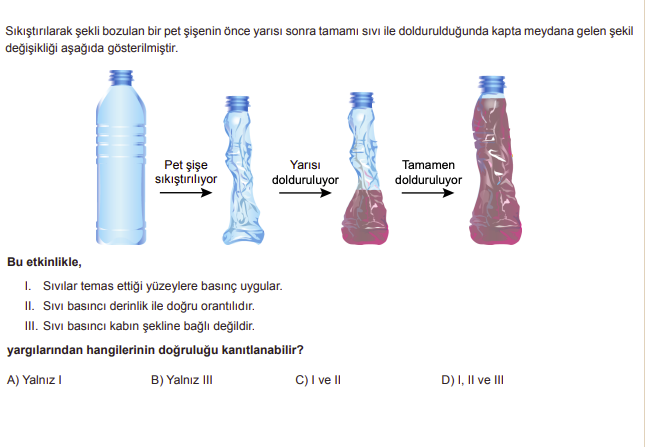 Sıkıştırılarak şekli bozulan bir pet şişenin önce yarısı sonra tamamı sıvı ile doldurulduğunda kapta meydana gelen şekil
değişikliği aşağıda gösterilmiştir.
Pet şişe
sıkıştırılıyor
Yarısı
dolduruluyor
Tamamen
dolduruluyor
Bu etkinlikle,
I. Sıvılar temas ettiği yüzeylere basınç uygular.
II. Sıvı basıncı derinlik ile doğru orantılıdır.
III. Sıvı basıncı kabın şekline bağlı değildir.
yargılarından hangilerinin doğruluğu kanıtlanabilir?
A) Yalnız I B) Yalnız III C) I ve II D) I, II ve III